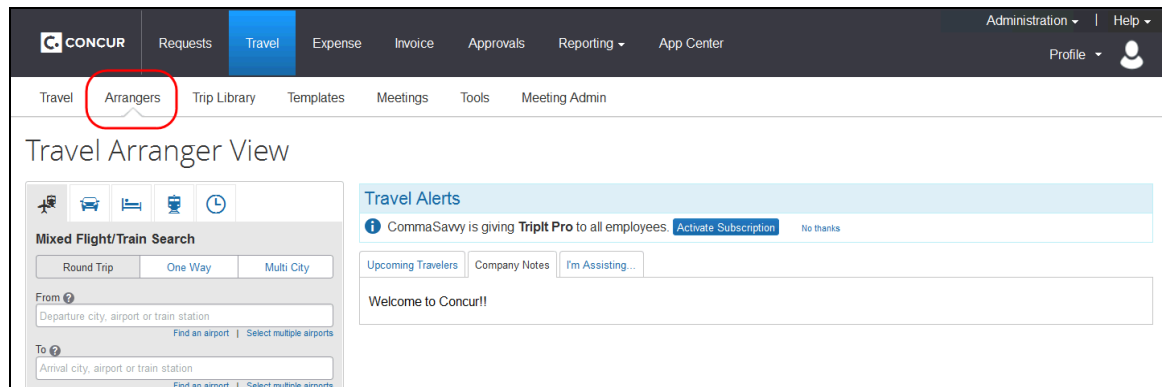 Administration | Help
C. CONCUR Requests Travel Expense Invoice Approvals Reporting App Center
Profile
Travel Arrangers Trip Library Templates Meetings Tools Meeting Admin
Travel Arranger View
Travel Alerts
CommaSavvy is giving TripIt Pro to all employees. Activate Subscription No thanks
Mixed Flight/Train Search
Round Trip One Way Multi City
Upcoming Travelers Company Notes I'm Assisting...
From
Welcome to Concur!!
Departure city, airport or train station
Find an airport | Select multiple airports
To
Arrival city, airport or train station
Find an airport | Select multiple airports